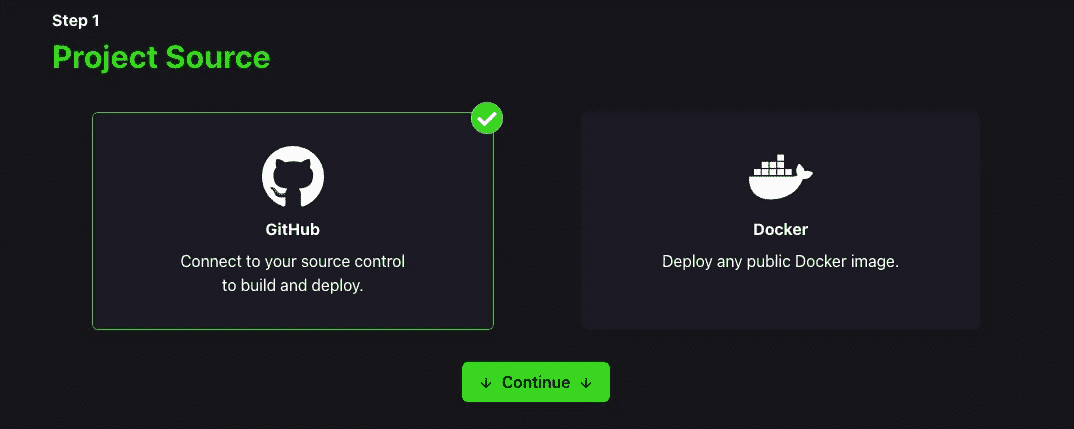 Step 1
Project Source
GitHub
Connect to your source control
to build and deploy.
Docker
Deploy any public Docker image.
↓ Continue ↓